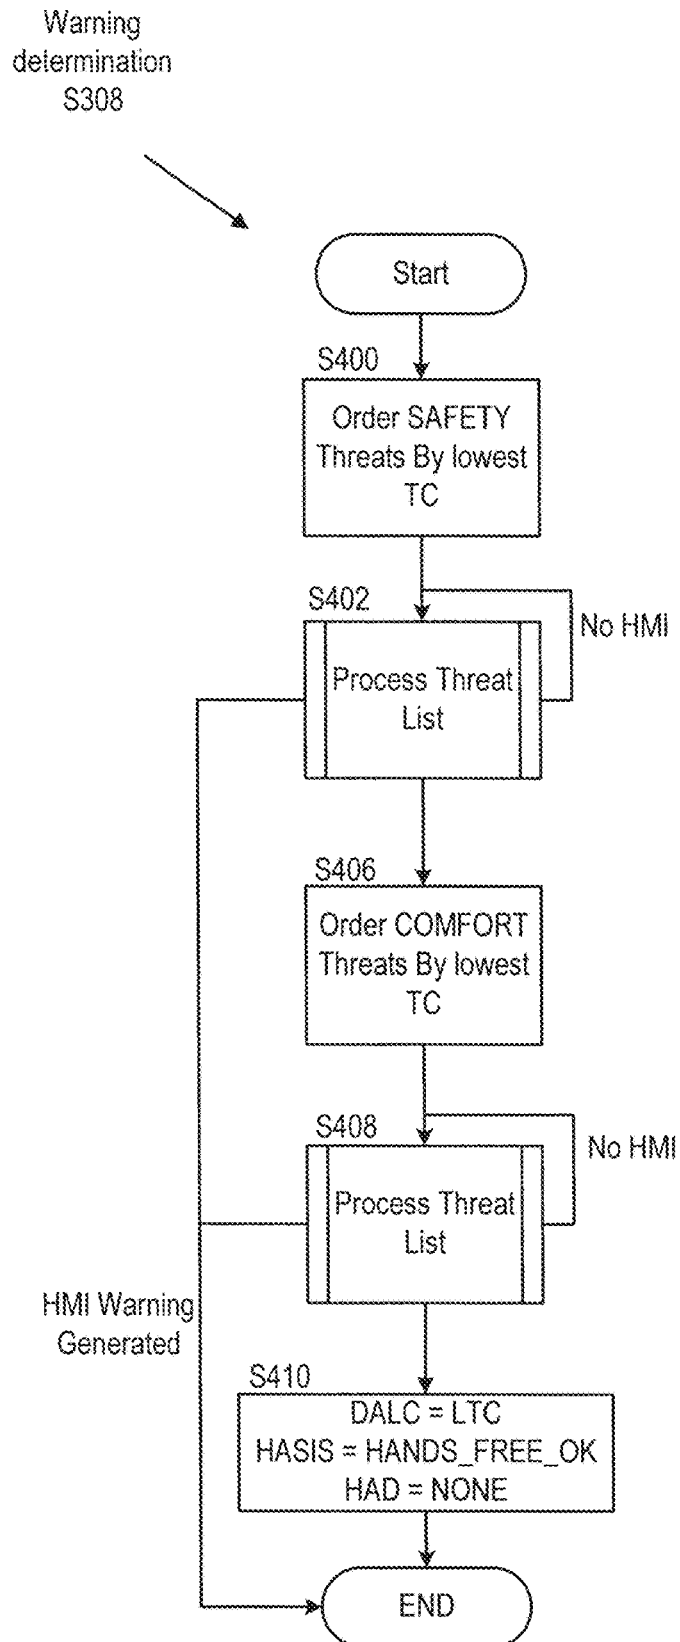 Warning
determination
S308
Start
S400
Order SAFETY
Threats By lowest
TC
S402
No HMI
Process Threat
List
S406
Order COMFORT
Threats By lowest
TC
S408
No HMI
Process Threat
List
HMI Warning
Generated
S410
DALC = LTC
HASIS = HANDS_FREE_OK
HAD = NONE
END